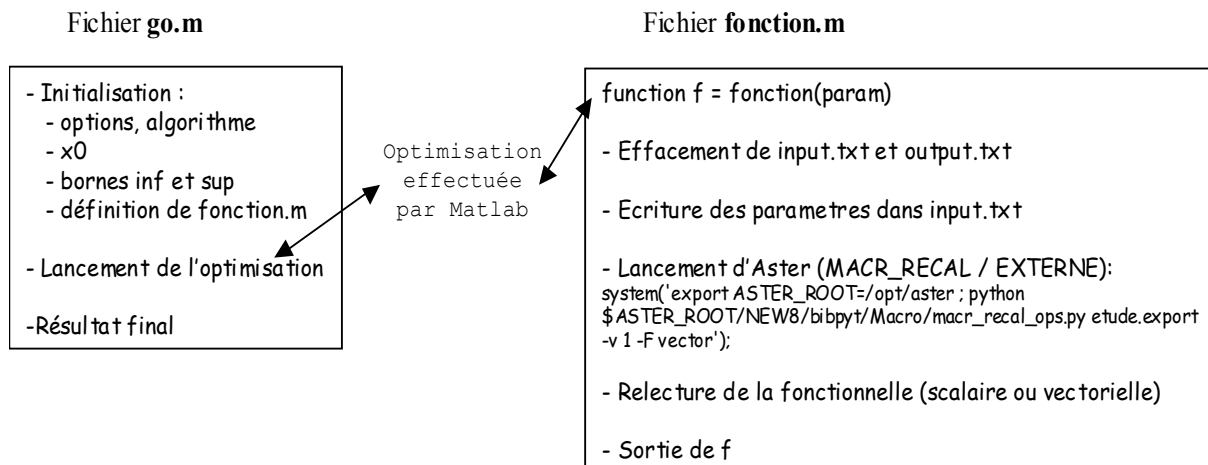 Fichier go.m
- Initialisation :
- options, algorithme
- x0
- bornes inf et sup
- définition de fonction.m
- Lancement de l'optimisation
-Résultat final
Optimisation
effectuée
par Matlab
Fichier fonction.m
function f = fonction(param)
- Effacement de input.txt et output.txt
- Ecriture des parametres dans input.txt
- Lancement d'Aster (MACR_RECAL / EXTERNE):
system('export ASTER_ROOT=/opt/aster ; python
$ASTER_ROOT/NEW8/bibpyt/Macro/macr_recal_ops.py etude.export
-v 1 -F vector');
- Relecture de la fonctionnelle (scalaire ou vectorielle)
- Sortie de f